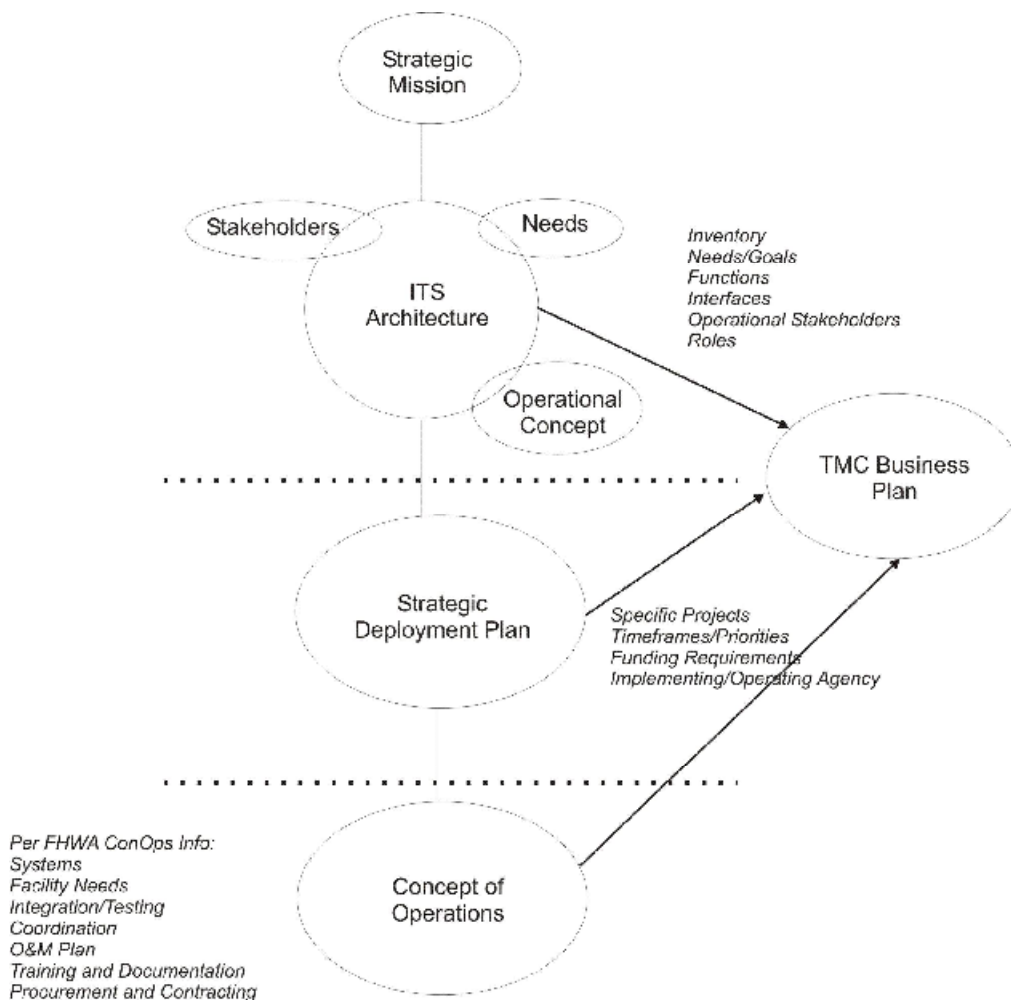 Strategic
Mission
Stakeholders
Needs
ITS
Architecture
Operational
Concept
Inventory
Needs/Goals
Functions
Interfaces
Operational Stakeholders
Roles
TMC Business
Plan
Strategic
Deployment Plan
Specific Projects
Timeframes/Priorities
Funding Requirements
Implementing/Operating Agency
Per FHWA ConOps Info:
Systems
Facility Needs
Integration/Testing
Coordination
O&M Plan
Training and Documentation
Procurement and Contracting
Concept of
Operations